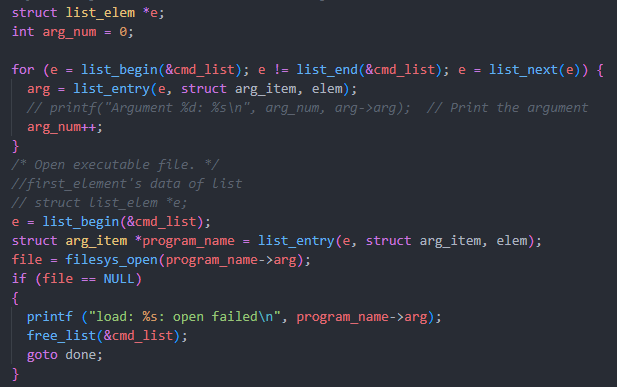 struct list_elem *e;
int arg_num = 0;

for (e = list_begin(&cmd_list); e != list_end(&cmd_list); e = list_next(e)) {
  arg = list_entry(e, struct arg_item, elem);
  // printf("Argument %d: %s\n", arg_num, arg->arg);  // Print the argument
  arg_num++;
}
/* Open executable file. */
//first_element's data of list
// struct list_elem *e;
e = list_begin(&cmd_list);
struct arg_item *program_name = list_entry(e, struct arg_item, elem);
file = filesys_open(program_name->arg);
if (file == NULL)
{
  printf ("load: %s: open failed\n", program_name->arg);
  free_list(&cmd_list);
  goto done;
}